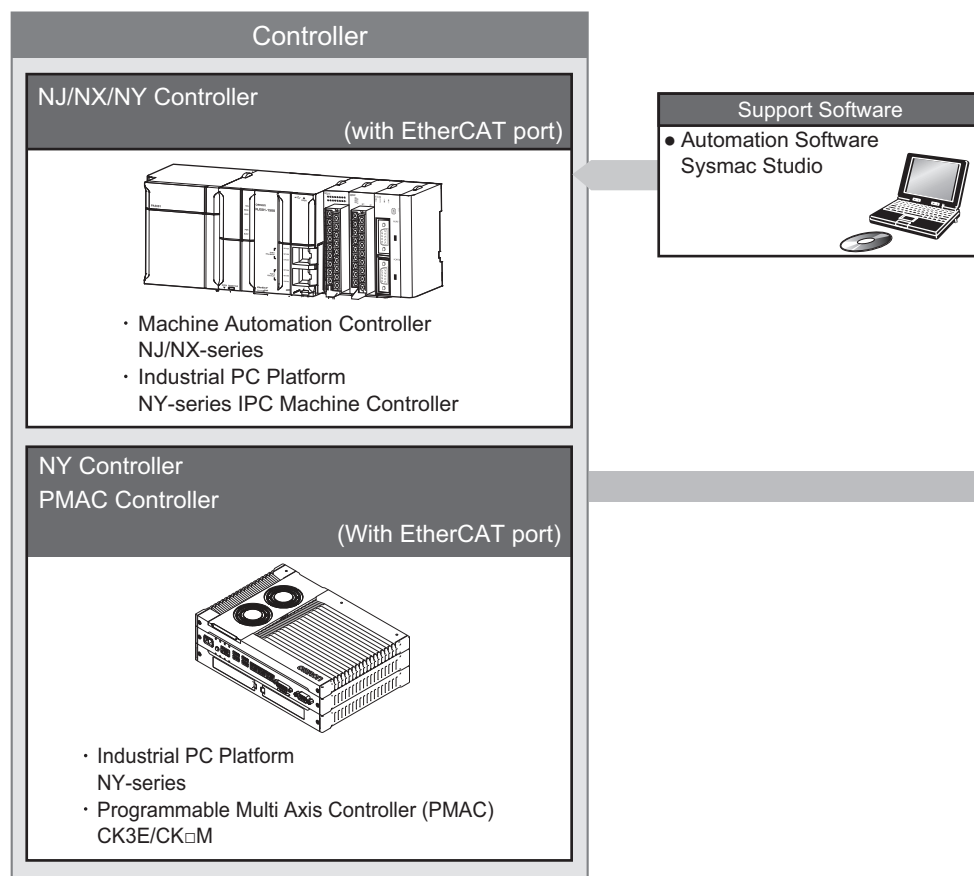 Controller
NJ/NX/NY Controller
(with EtherCAT port)
・ Machine Automation Controller
NJ/NX-series
・ Industrial PC Platform
NY-series IPC Machine Controller
NY Controller
PMAC Controller
(With EtherCAT port)
・ Industrial PC Platform
NY-series
・ Programmable Multi Axis Controller (PMAC)
CK3E/CK□M
Support Software
● Automation Software
Sysmac Studio